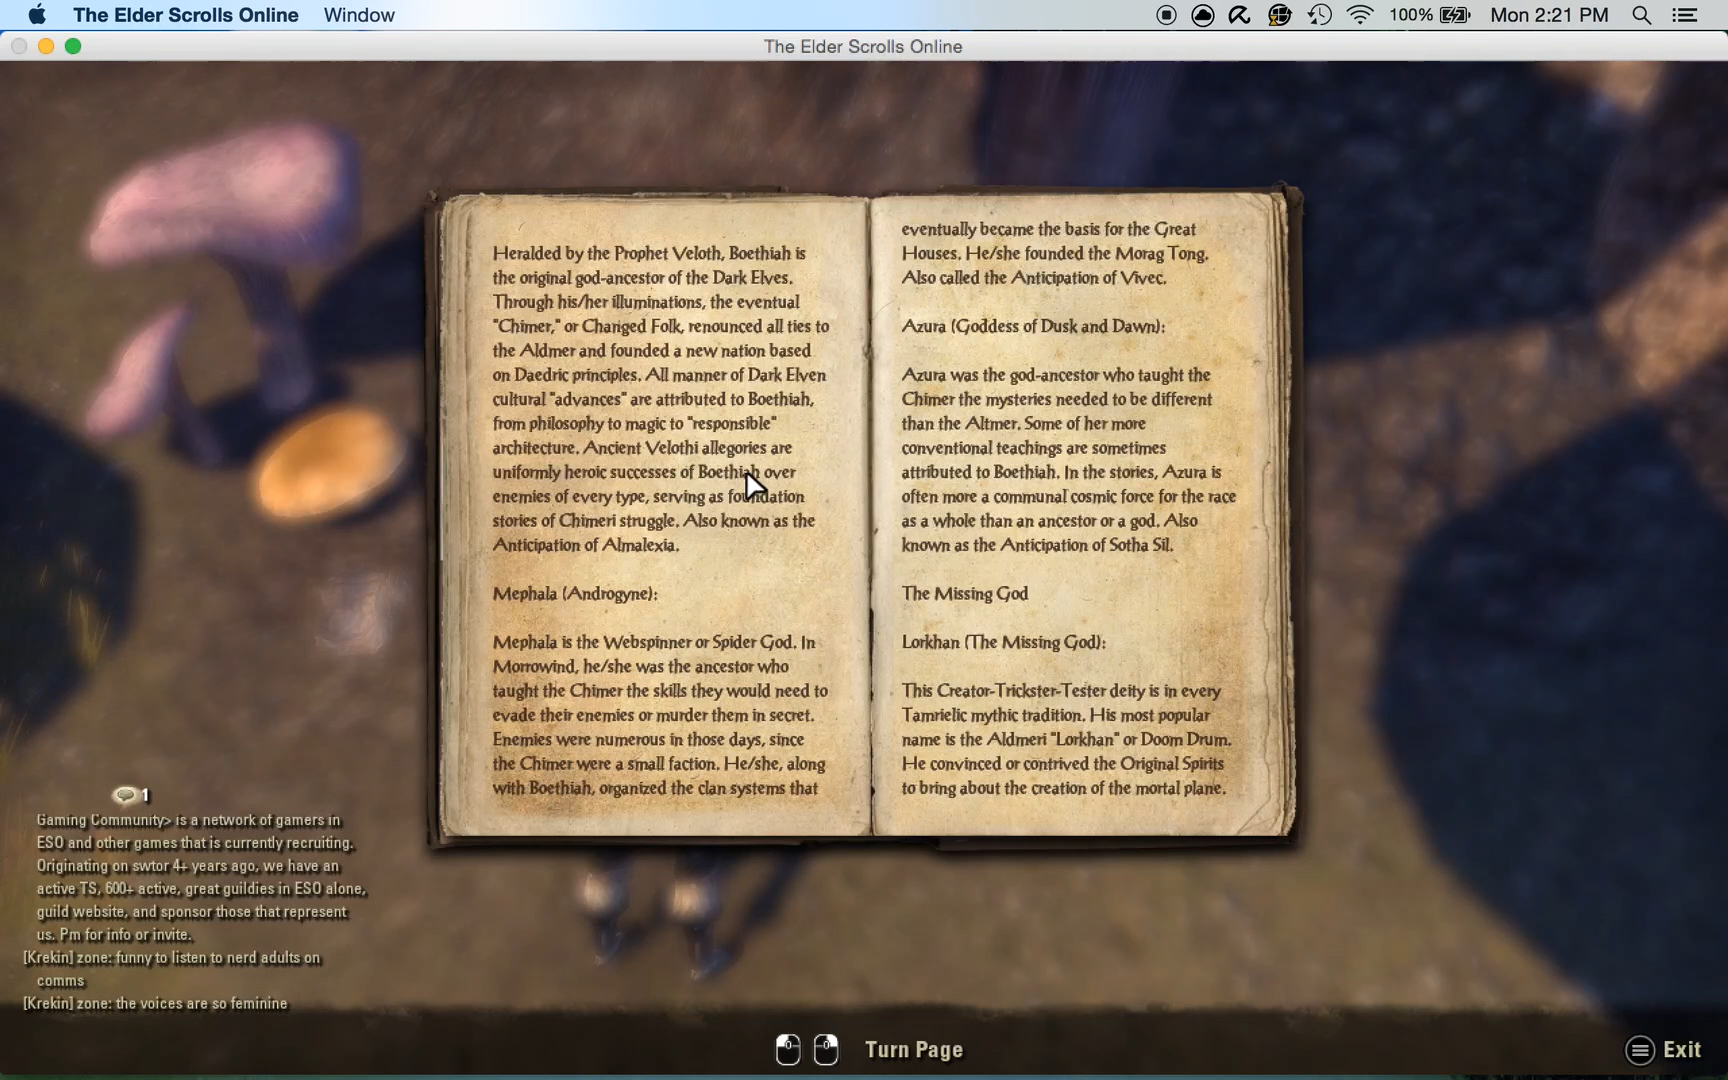 The Elder Scrolls Online Window 100% Mon 2:21 PM
The Elder Scrolls Online
Heralded by the Prophet Veloth, Boethiah is
the original god-ancestor of the Dark Elves.
Through his/her illuminations, the eventual
"Chimer," or Changed Folk, renounced all ties to
the Aldmer and founded a new nation based
on Daedric principles. All manner of Dark Elven
cultural "advances" are attributed to Boethiah,
from philosophy to magic to "responsible"
architecture. Ancient Velothi allegories are
uniformly heroic successes of Boethiah over
enemies of every type, serving as foundation
stories of Chimeri struggle. Also known as the
Anticipation of Almalexia.
Mephala (Androgyne):
Mephala is the Webspinner or Spider God. In
Morrowind, he/she was the ancestor who
taught the Chimer the skills they would need to
evade their enemies or murder them in secret.
Enemies were numerous in those days, since
the Chimer were a small faction. He/she, along
with Boethiah, organized the clan systems that
eventually became the basis for the Great
Houses. He/she founded the Morag Tong.
Also called the Anticipation of Vivec.
Azura (Goddess of Dusk and Dawn):
Azura was the god-ancestor who taught the
Chimer the mysteries needed to be different
than the Altmer. Some of her more
conventional teachings are sometimes
attributed to Boethiah. In the stories, Azura is
often more a communal cosmic force for the race
as a whole than an ancestor or a god. Also
known as the Anticipation of Sotha Sil.
The Missing God
Lorkhan (The Missing God):
This Creator-Trickster-Tester deity is in every
Tamrielic mythic tradition. His most popular
name is the Aldmeri "Lorkhan" or Doom Drum.
He convinced or contrived the Original Spirits
to bring about the creation of the mortal plane.
1
Gaming Community> is a network of gamers in
ESO and other games that is currently recruiting.
Originating on swtor 4+ years ago, we have an
active TS, 600+ active, great guildies in ESO alone,
guild website, and sponsor those that represent
us. Pm for info or invite.
[Krekin] zone: funny to listen to nerd adults on
comms
[Krekin] zone: the voices are so feminine
Turn Page
Exit